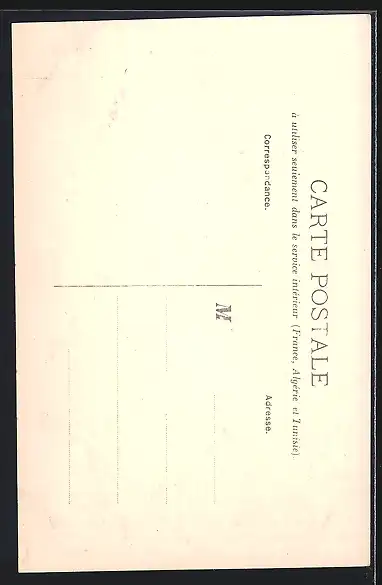 CARTE POSTALE
à utiliser seulement dans le service intérieur (France, Algérie et Tunisie).
Correspondance.
Adresse.
M